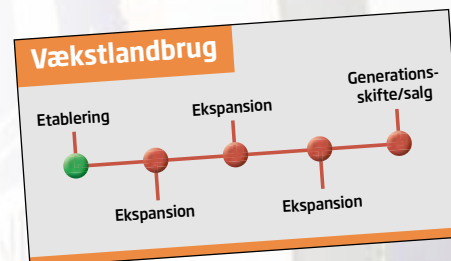 Vækstlandbrug
Etablering
Ekspansion
Ekspansion
Ekspansion
Generations-
skifte/salg